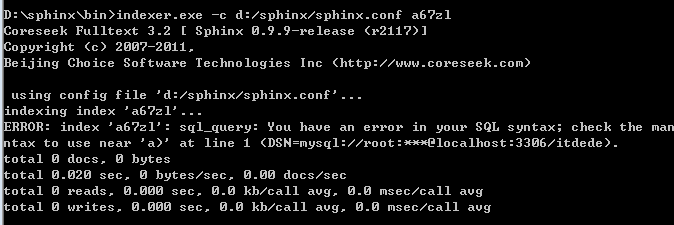 D:\sphinx\bin>indexer.exe -c d:/sphinx/sphinx.conf a67zl
Coreseek Fulltext 3.2 [ Sphinx 0.9.9-release (r2117)]
Copyright (c) 2007-2011,
Beijing Choice Software Technologies Inc (http://www.coreseek.com)
using config file 'd:/sphinx/sphinx.conf'...
indexing index 'a67zl'...
ERROR: index 'a67zl': sql_query: You have an error in your SQL syntax; check the man
ntax to use near 'a)' at line 1 (DSN=mysql://root:***@localhost:3306/itdede).
total 0 docs, 0 bytes
total 0.020 sec, 0 bytes/sec, 0.00 docs/sec
total 0 reads, 0.000 sec, 0.0 kb/call avg, 0.0 msec/call avg
total 0 writes, 0.000 sec, 0.0 kb/call avg, 0.0 msec/call avg